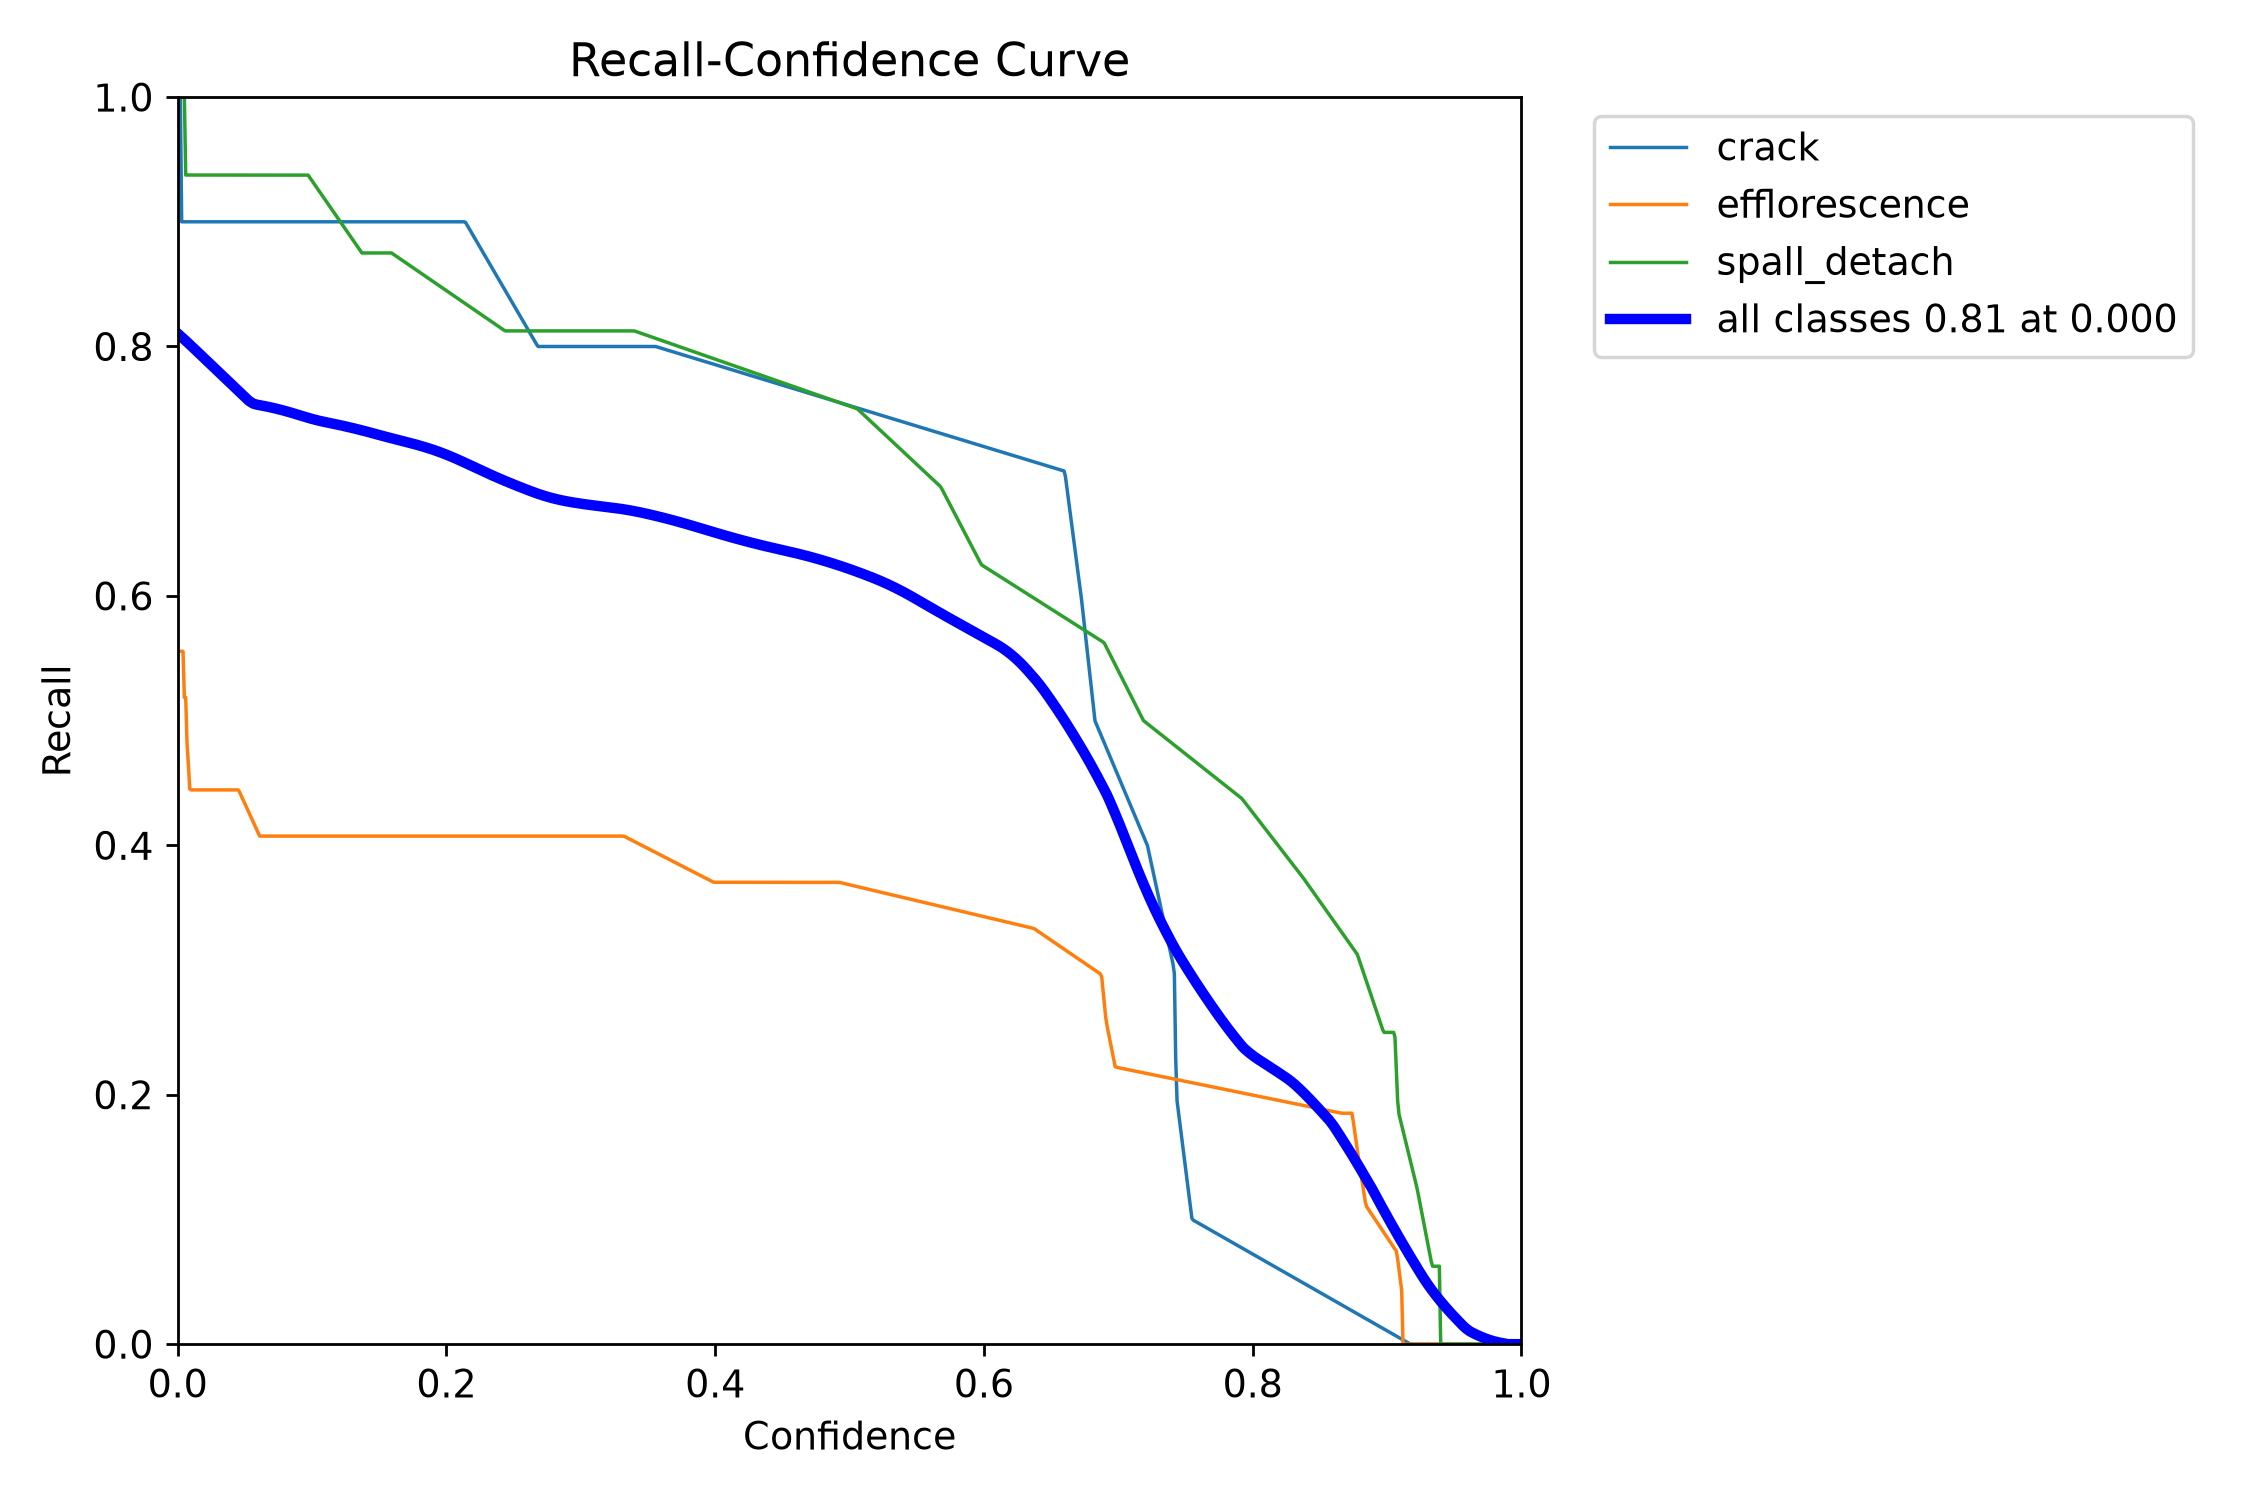 Recall-Confidence Curve
1.0
0.8
0.6
0.4
0.2
0.0
Recall
0.0 0.2 0.4 0.6 0.8 1.0
Confidence
crack
efflorescence
spall_detach
all classes 0.81 at 0.000